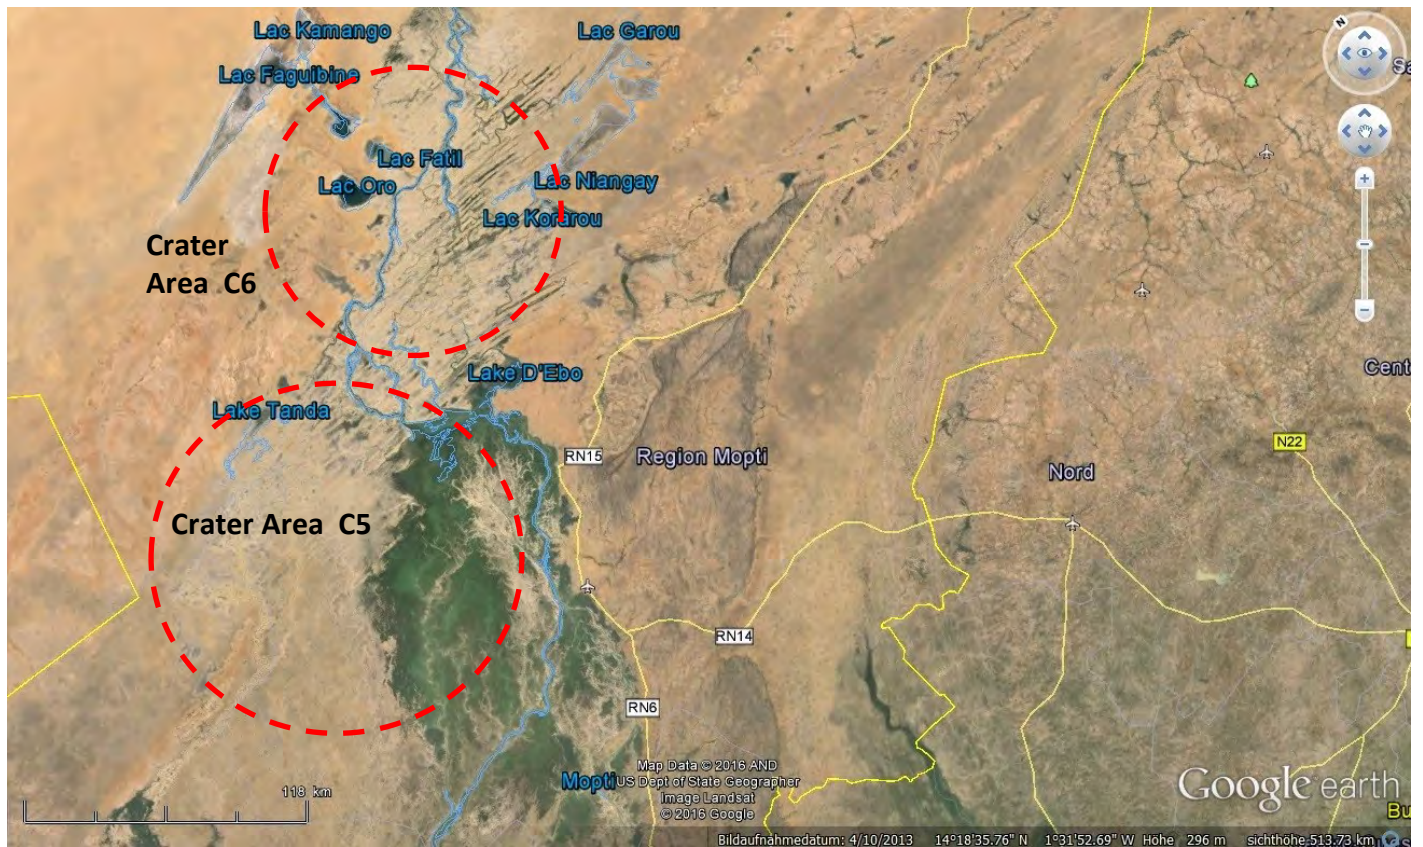 Lac Kamango
Lac Garou
N
Lac Faguibine
Lac Fatil
Lac Oro
Lac Niangay
Lac Korarou
Crater
Area C6
Cent
Lake D'Ebo
Lake Tanda
N22
RN15
Region Mopti
Nord
Crater Area C5
RN14
RN6
Mopti
Map Data © 2016 AND
US Dept of State Geographer
Image Landsat
© 2016 Google
118 km
Google earth
Bu
Bildaufnahmedatum: 4/10/2013 14°18'35.76" N 1°31'52.69" W Höhe 296 m sichthöhe 513.73 km